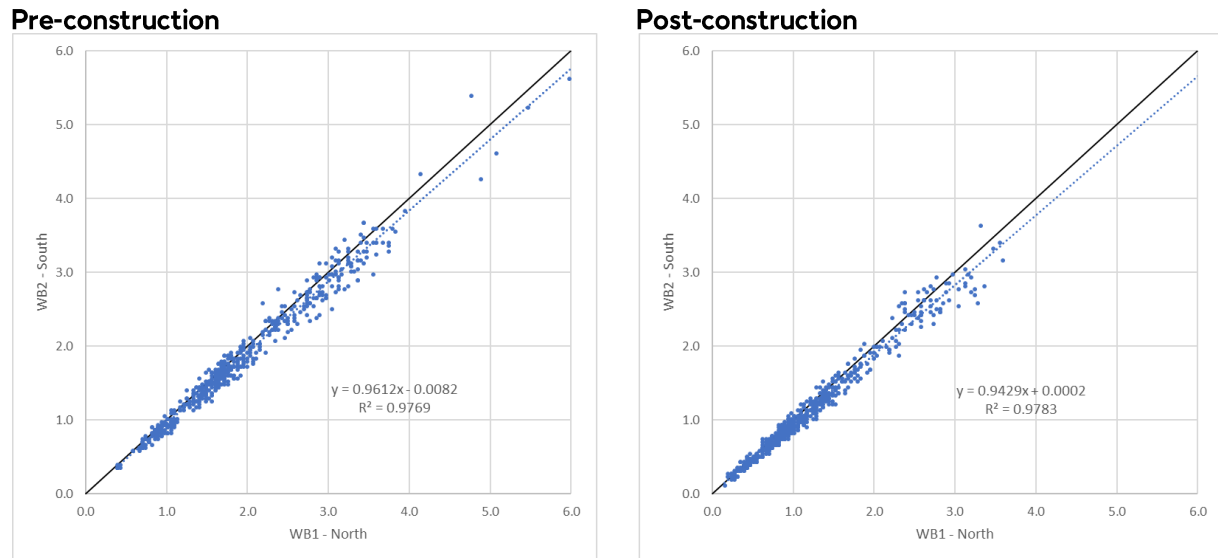 Pre-construction
6.0
5.0
4.0
3.0
2.0
1.0
0.0
WB2 - South
0.0 1.0 2.0 3.0 4.0 5.0 6.0
WB1 - North
y = 0.9612x - 0.0082
R² = 0.9769
Post-construction
6.0
5.0
4.0
3.0
2.0
1.0
0.0
WB2 - South
0.0 1.0 2.0 3.0 4.0 5.0 6.0
WB1 - North
y = 0.9429x + 0.0002
R² = 0.9783